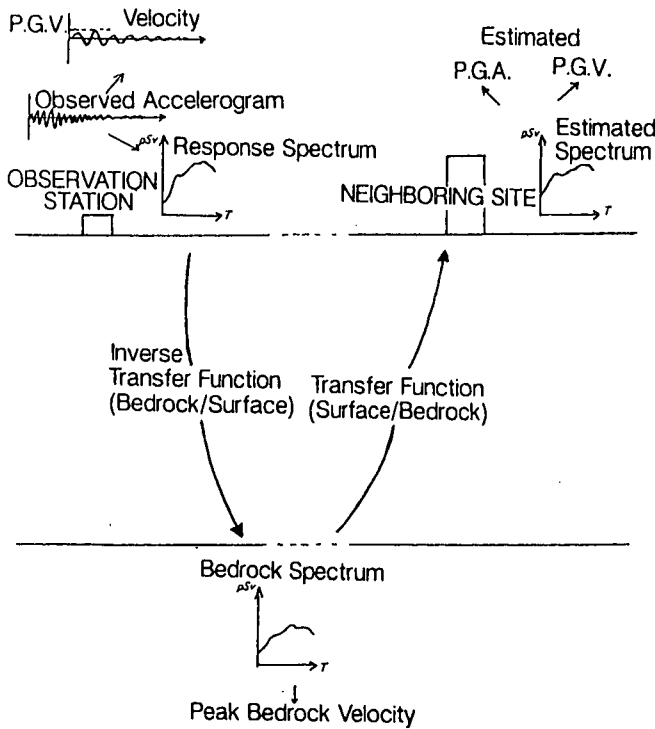 P.G.V. Velocity
Observed Accelerogram
pSv Response Spectrum
T
OBSERVATION
STATION
Estimated
P.G.A. P.G.V.
pSv Estimated
Spectrum
T
NEIGHBORING SITE
Inverse
Transfer Function
(Bedrock/Surface)
Transfer Function
(Surface/Bedrock)
Bedrock Spectrum
pSv
T
Peak Bedrock Velocity